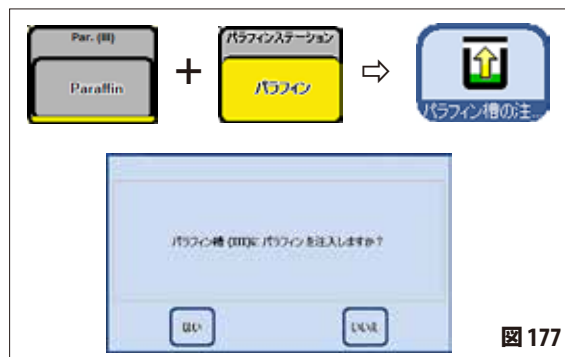 Par. (III)
Paraffin
+
パラフィンステーション
パラフィン
⇨
パラフィン槽の注...
パラフィン槽 (III)に パラフィン を注入しますか?
はい
いいえ
図 177